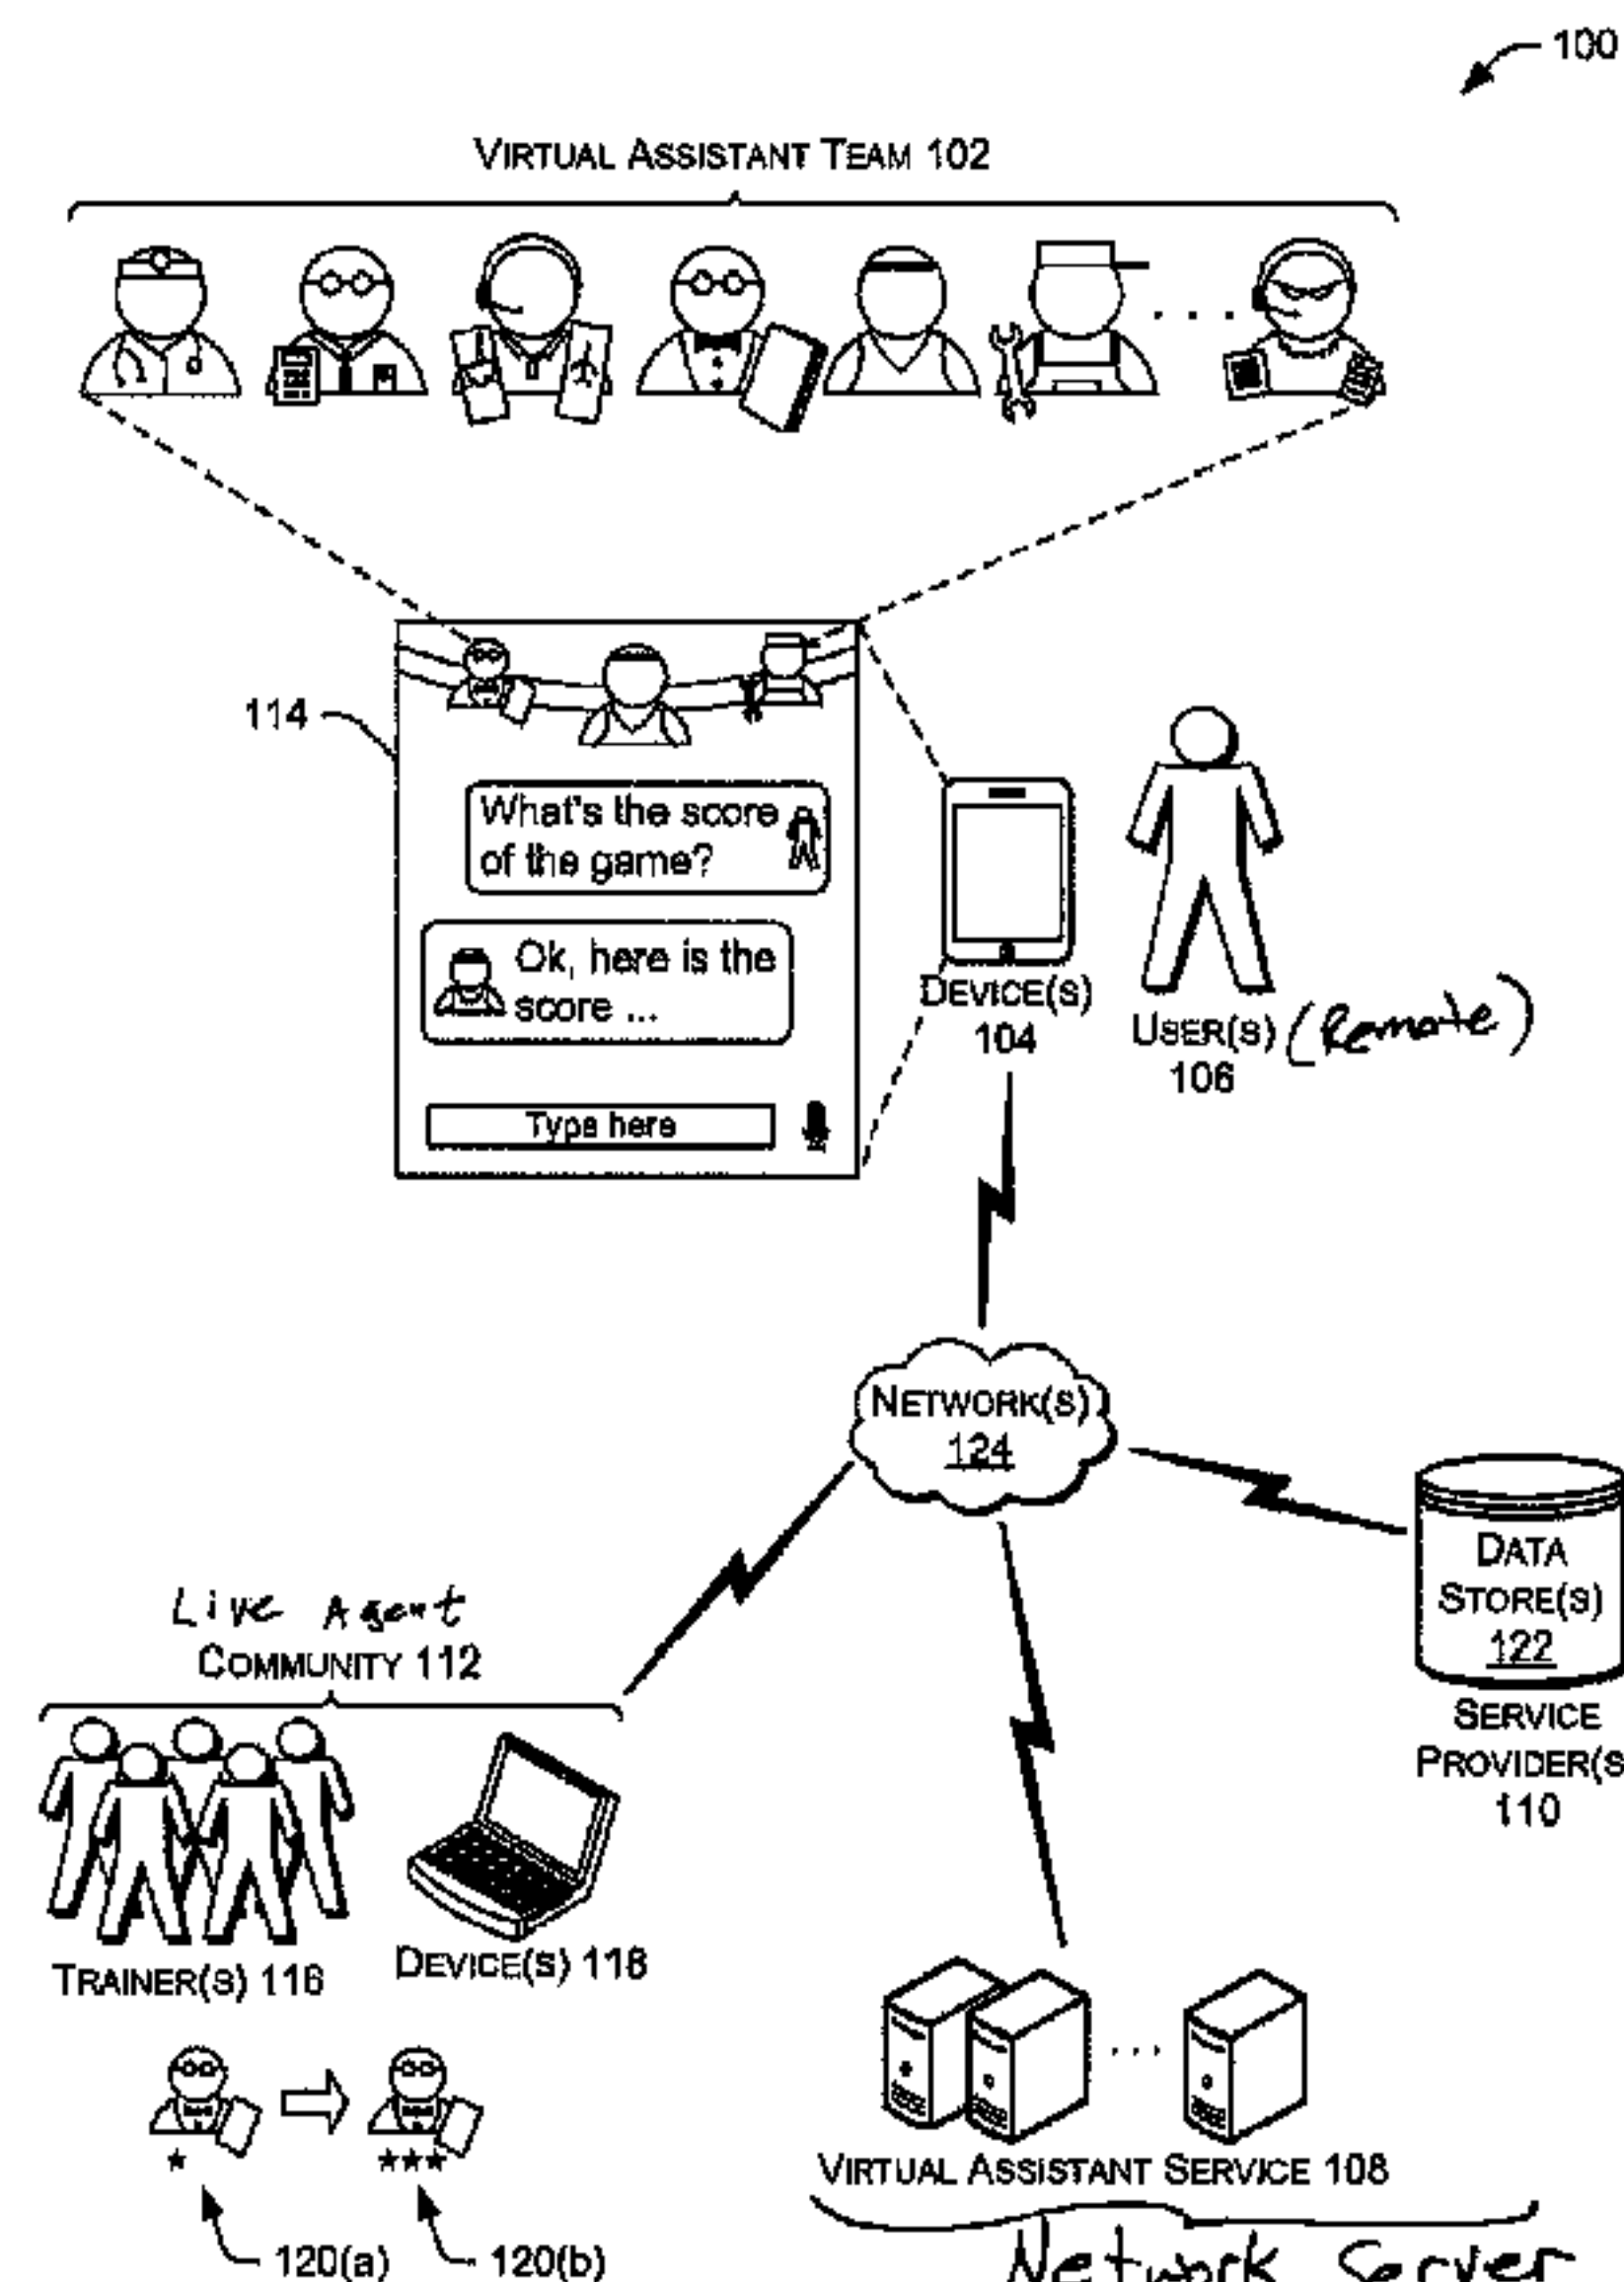 100
VIRTUAL ASSISTANT TEAM 102
114
What's the score
of the game?
Ok, here is the
score ...
Type here
DEVICE(S)
104
USER(S) (Remote)
106
NETWORK(S)
124
DATA
STORE(S)
122
SERVICE
PROVIDER(S
110
Live Agent
COMMUNITY 112
TRAINER(S) 116
DEVICE(S) 118
VIRTUAL ASSISTANT SERVICE 108
120(a)
120(b)
Network Server